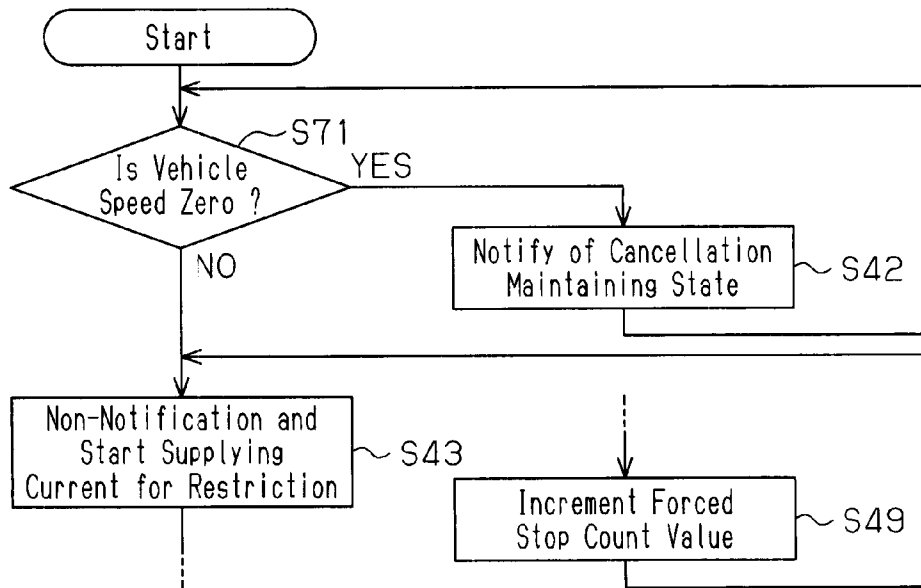 Start
S71
Is Vehicle
Speed Zero ?
YES
NO
Notify of Cancellation
Maintaining State
S42
Non-Notification and
Start Supplying
Current for Restriction
S43
Increment Forced
Stop Count Value
S49